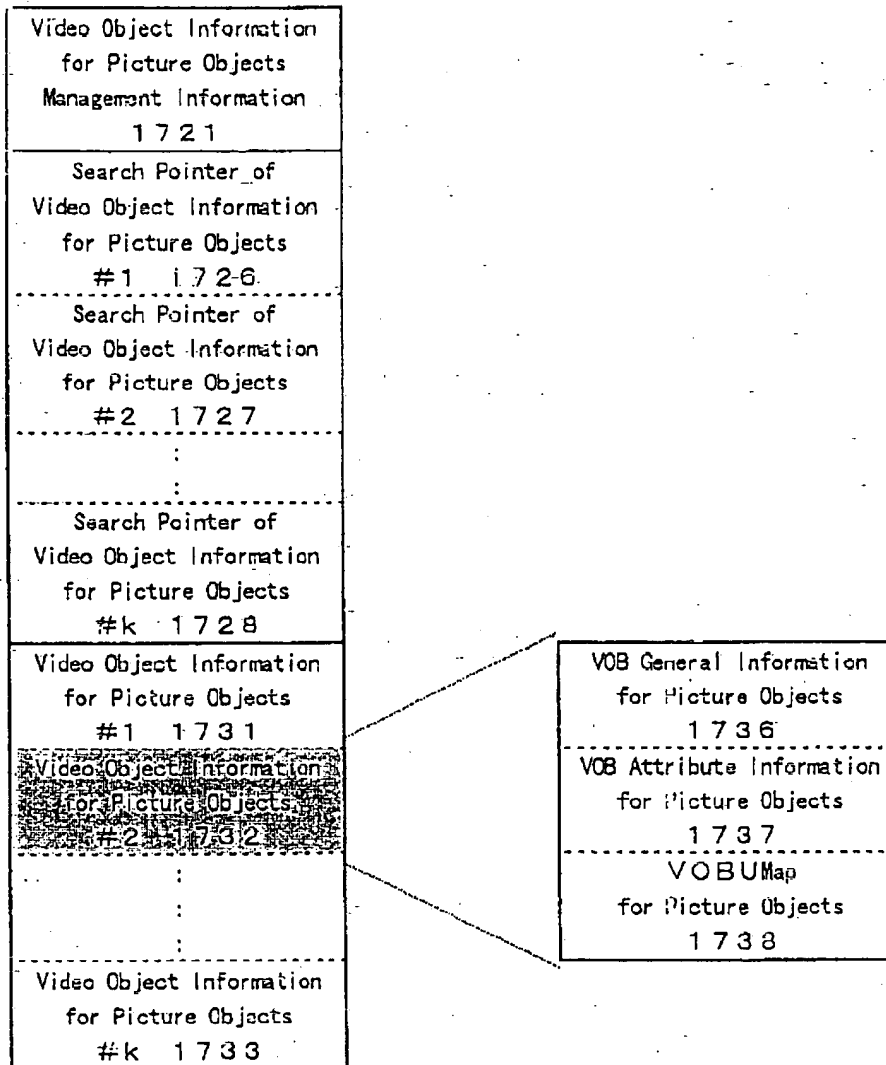 Video Object Information
for Picture Objects
Management Information
1721
Search Pointer of
Video Object Information
for Picture Objects
#1 1726
Search Pointer of
Video Object Information
for Picture Objects
#2 1727
:
:
Search Pointer of
Video Object Information
for Picture Objects
#k 1728
Video Object Information
for Picture Objects
#1 1731
Video Object Information
for Picture Objects
#2 1732
:
:
:
Video Object Information
for Picture Objects
#k 1733
VOB General Information
for Picture Objects
1736
VOB Attribute Information
for Picture Objects
1737
VOBUMap
for Picture Objects
1738